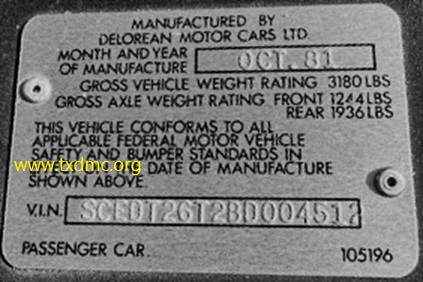 MANUFACTURED BY
DELOREAN MOTOR CARS LTD.
MONTH AND YEAR
OF MANUFACTURE OCT. 81
GROSS VEHICLE WEIGHT RATING 3180 LBS
GROSS AXLE WEIGHT RATING FRONT 1244 LBS
REAR 1936 LBS
THIS VEHICLE CONFORMS TO ALL
APPLICABLE FEDERAL MOTOR VEHICLE
SAFETY AND BUMPER STANDARDS IN
www.txdmc.org DATE OF MANUFACTURE
SHOWN ABOVE
V.I.N. SCEDT26T2BD004517
PASSENGER CAR 105196